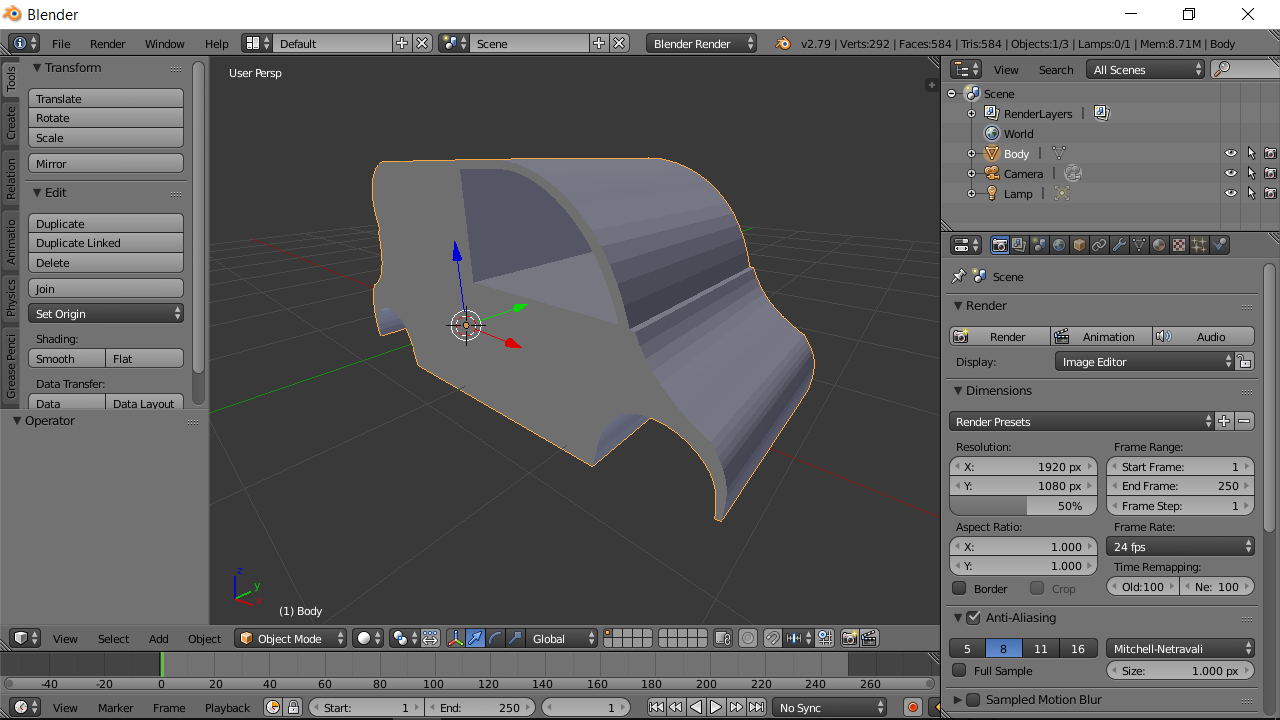 Blender
File Render Window Help Default Scene Blender Render v2.79 | Verts:292 | Faces:584 | Tris:584 | Objects:1/3 | Lamps:0/1 | Mem:8.71M | Body
Tools
Create
Relation
Animatio
Physics
Grease Penci
Transform
Translate
Rotate
Scale
Mirror
Edit
Duplicate
Duplicate Linked
Delete
Join
Set Origin
Shading:
Smooth Flat
Data Transfer:
Data Data Layout
Operator
User Persp
z
y
x
(1) Body
View Select Add Object Object Mode Global
-40 -20 0 20 40 60 80 100 120 140 160 180 200 220 240 260
View Marker Frame Playback Start: 1 End: 250 1 No Sync
View Search All Scenes
Scene
RenderLayers |
World
Body |
Camera |
Lamp |
Scene
Render
Render Animation Audio
Display: Image Editor
Dimensions
Render Presets
Resolution: Frame Range:
X: 1920 px Start Frame: 1
Y: 1080 px End Frame: 250
50% Frame Step: 1
Aspect Ratio: Frame Rate:
X: 1.000 24 fps
Y: 1.000 Time Remapping:
Border Crop Old:100 Ne: 100
Anti-Aliasing
5 8 11 16 Mitchell-Netravali
Full Sample Size: 1.000 px
Sampled Motion Blur